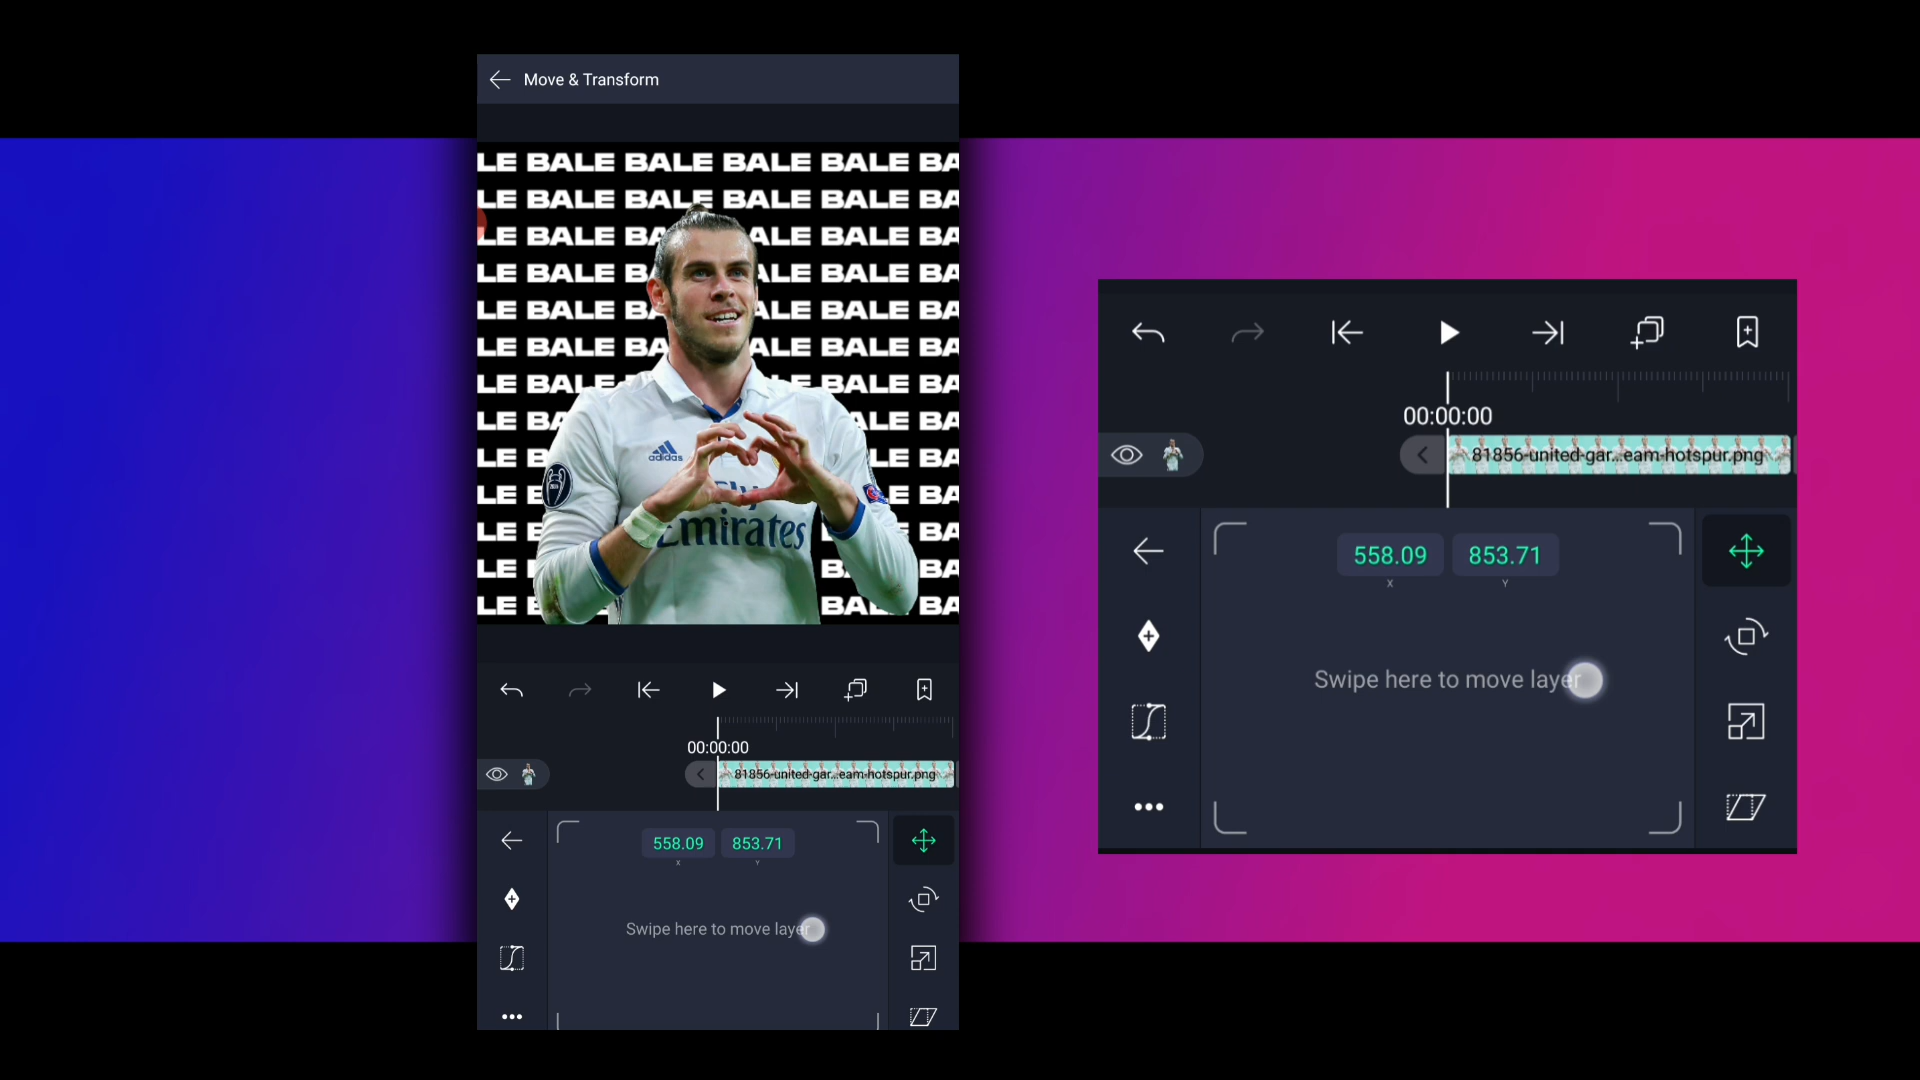 Move & Transform
LE BALE BALE BALE BALE BA
LE BALE BALE BALE BALE BA
LE BALE BA ALE BALE BA
LE BALE B ALE BALE BA
LE BALE B ALE BALE BA
LE BALE BA ALE BALE BA
LE BALE BALE BA
LE BA ALE BA
LE B LE BA
adidas
LE E BA
Fly
LE BA
Emirates
LE B BA
LE BALE BA
00:00:00
81856-united-gar...eam-hotspur.png
558.09 853.71
X Y
Swipe here to move layer
00:00:00
81856-united-gar...eam-hotspur.png
558.09 853.71
X Y
Swipe here to move layer